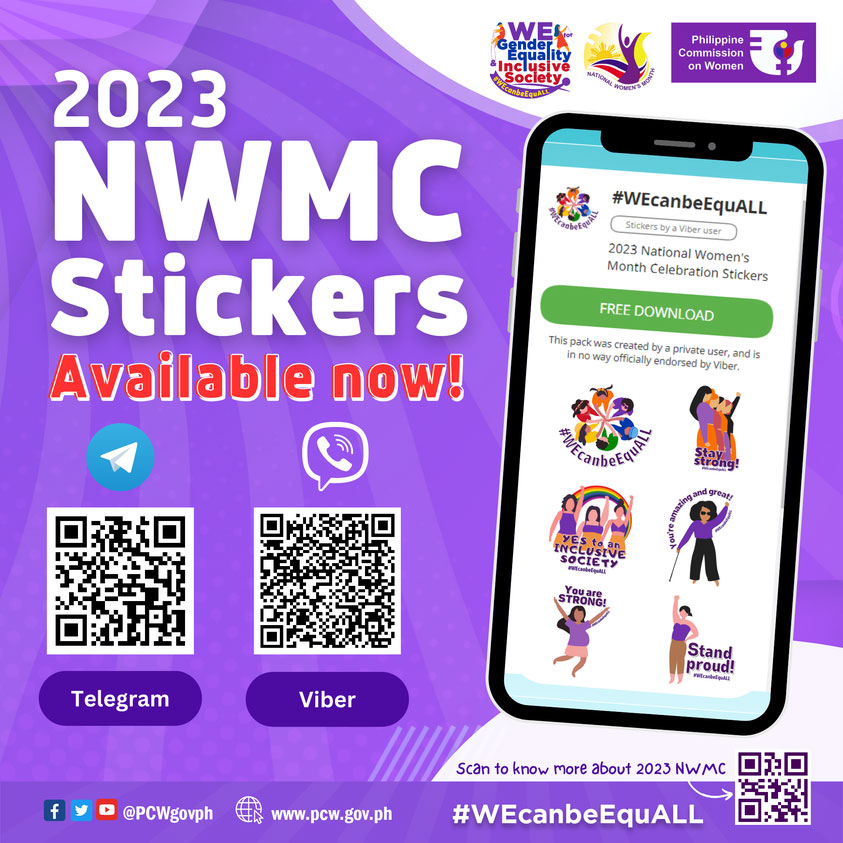 WE for
Gender
Equality
& Inclusive
Society
#WEcanbeEquALL
NATIONAL WOMEN'S MONTH
Philippine
Commission
on Women
2023
NWMC
Stickers
Available now!
Telegram
Viber
#WEcanbeEquALL
#WEcanbeEquALL
Stickers by a Viber user
2023 National Women's
Month Celebration Stickers
FREE DOWNLOAD
This pack was created by a private user, and is
in no way officially endorsed by Viber.
#WEcanbeEquALL
Stay
strong!
#WEcanbeEquALL
YES to an
INCLUSIVE
SOCIETY
#WEcanbeEquALL
You're amazing and great!
You are
STRONG!
Stand
proud!
#WEcanbeEquALL
Scan to know more about 2023 NWMC
@PCWgovph
www.pcw.gov.ph
#WEcanbeEquALL